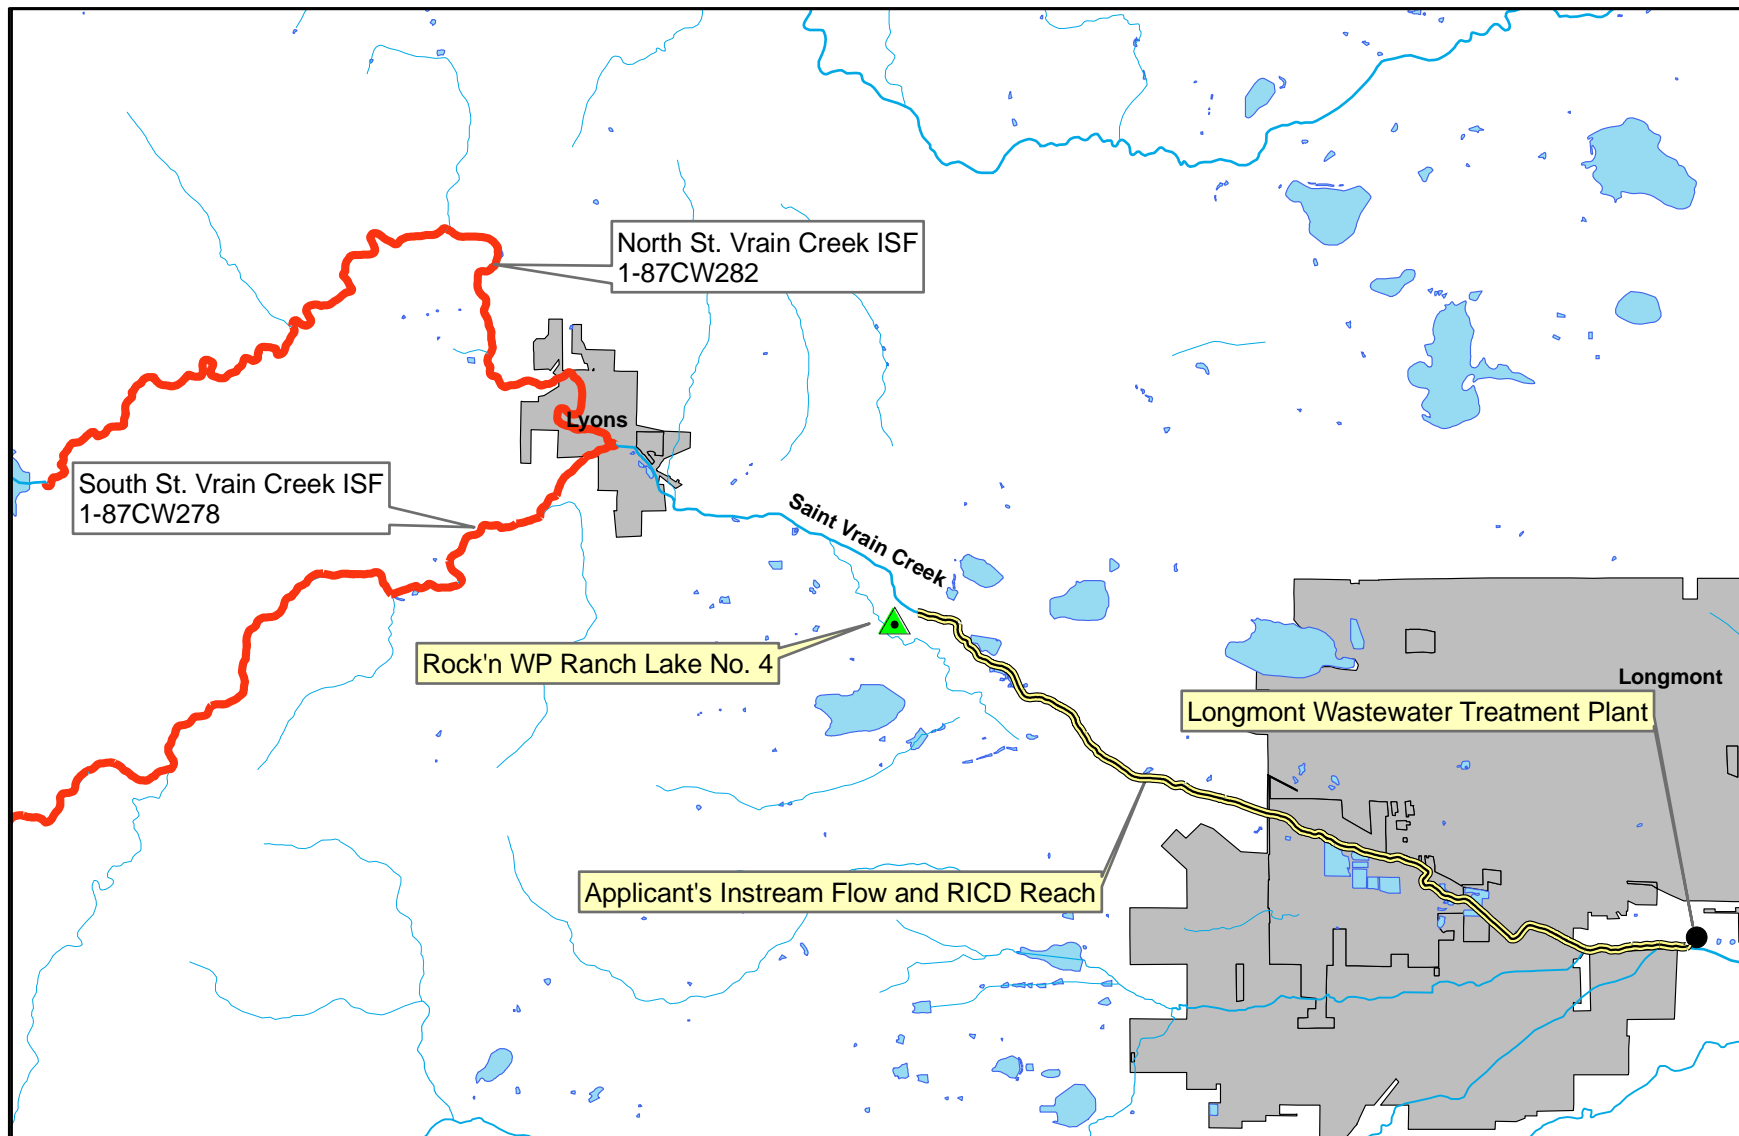 North St. Vrain Creek ISF
1-87CW282
Lyons
South St. Vrain Creek ISF
1-87CW278
Saint Vrain Creek
Rock'n WP Ranch Lake No. 4
Longmont
Longmont Wastewater Treatment Plant
Applicant's Instream Flow and RICD Reach